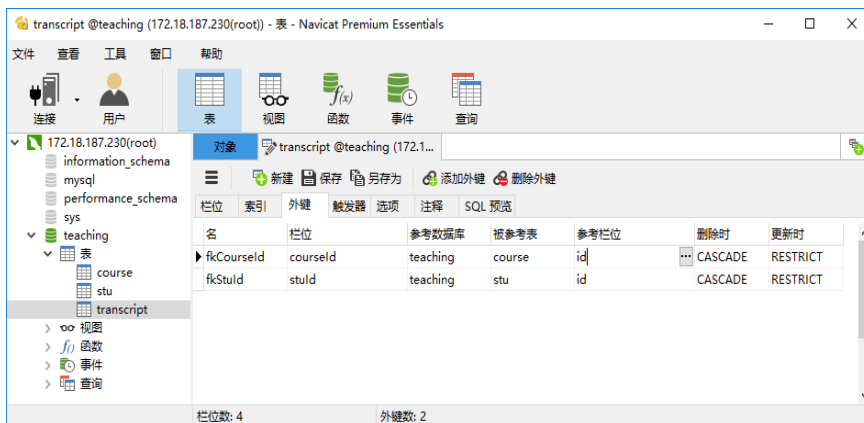 transcript @teaching (172.18.187.230(root)) - 表 - Navicat Premium Essentials
文件 查看 工具 窗口 帮助
连接 用户 表 视图 函数 事件 查询
172.18.187.230(root)
information_schema
mysql
performance_schema
sys
teaching
表
course
stu
transcript
视图
函数
事件
查询
对象 transcript @teaching (172.1...
新建 保存 另存为 添加外键 删除外键
栏位 索引 外键 触发器 选项 注释 SQL 预览
名 栏位 参考数据库 被参考表 参考栏位 删除时 更新时
fkCourseId courseId teaching course id ... CASCADE RESTRICT
fkStuId stuId teaching stu id CASCADE RESTRICT
栏位数: 4 外键数: 2